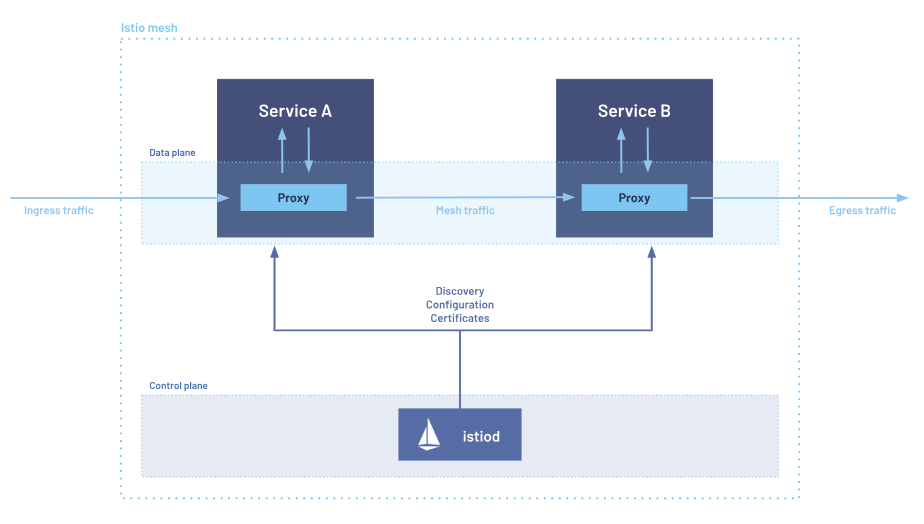 Istio mesh
Service A
Service B
Data plane
Proxy
Proxy
Ingress traffic
Mesh traffic
Egress traffic
Discovery
Configuration
Certificates
Control plane
istiod